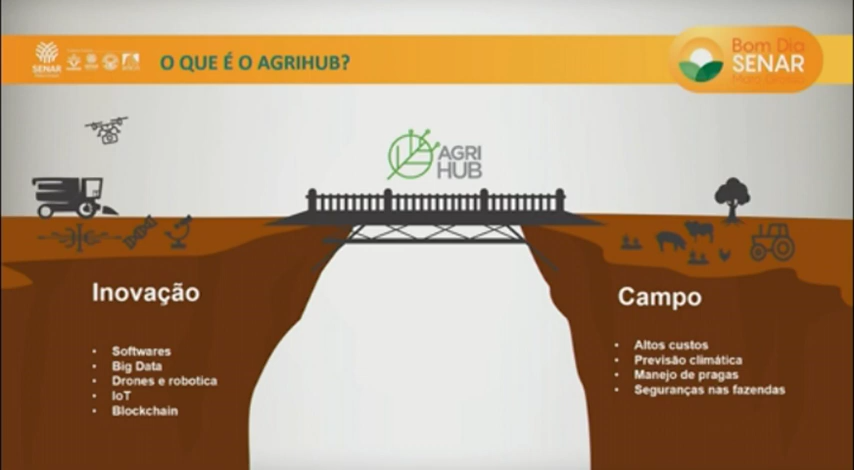 SENAR
O QUE É O AGRIHUB?
Bom Dia
SENAR
AGRI
HUB
Inovação
• Softwares
• Big Data
• Drones e robotica
• IoT
• Blockchain
Campo
• Altos custos
• Previsão climática
• Manejo de pragas
• Seguranças nas fazendas